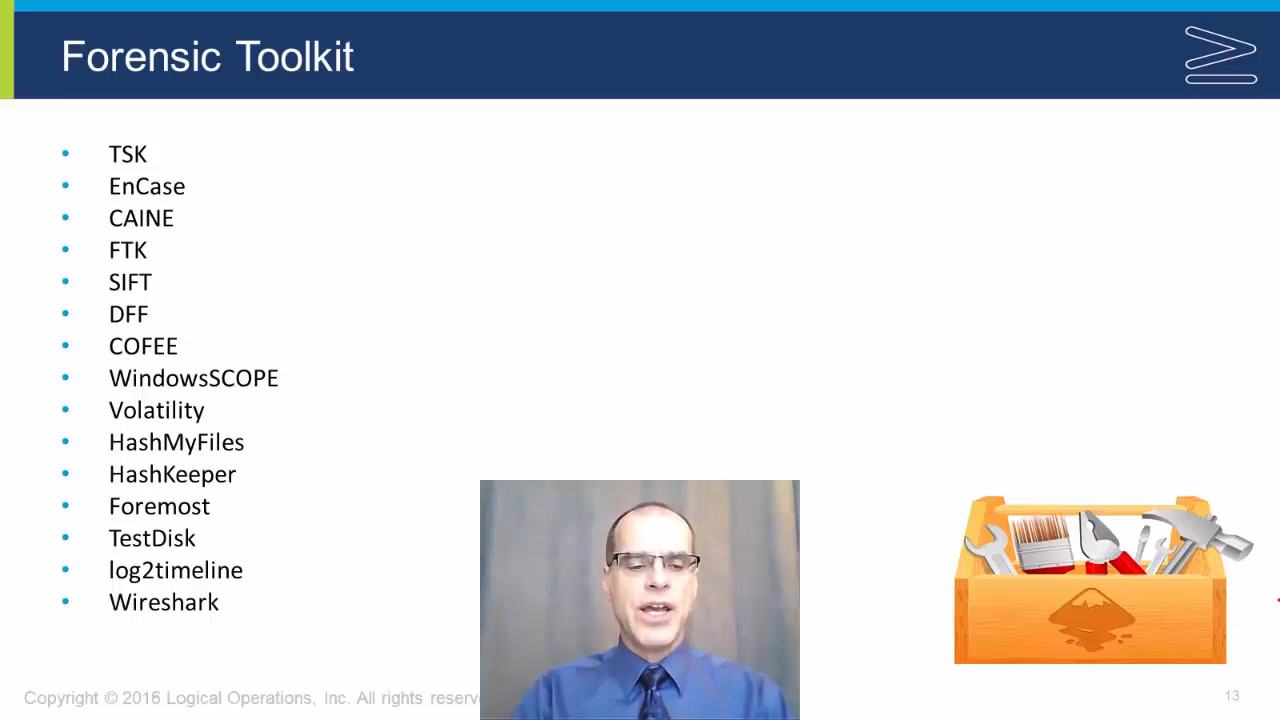 Forensic Toolkit
• TSK
• EnCase
• CAINE
• FTK
• SIFT
• DFF
• COFEE
• WindowsSCOPE
• Volatility
• HashMyFiles
• HashKeeper
• Foremost
• TestDisk
• log2timeline
• Wireshark
Copyright © 2016 Logical Operations, Inc. All rights
13